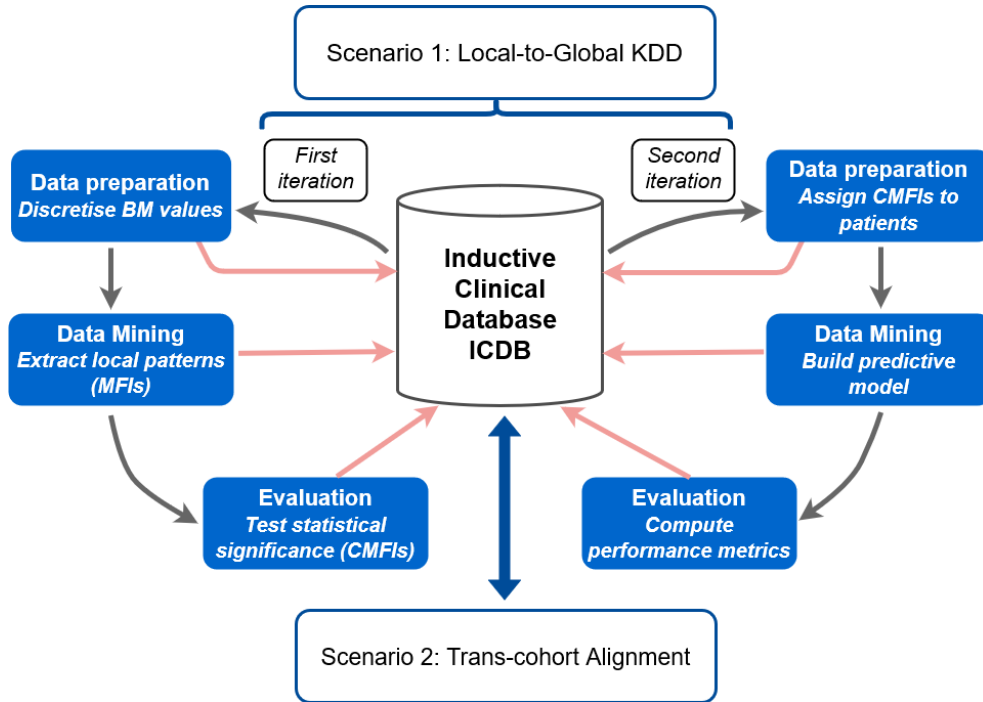 Scenario 1: Local-to-Global KDD
First
iteration
Second
iteration
Data preparation
Discretise BM values
Data preparation
Assign CMFIs to
patients
Inductive
Clinical
Database
ICDB
Data Mining
Extract local patterns
(MFIs)
Data Mining
Build predictive
model
Evaluation
Test statistical
significance (CMFIs)
Evaluation
Compute
performance metrics
Scenario 2: Trans-cohort Alignment